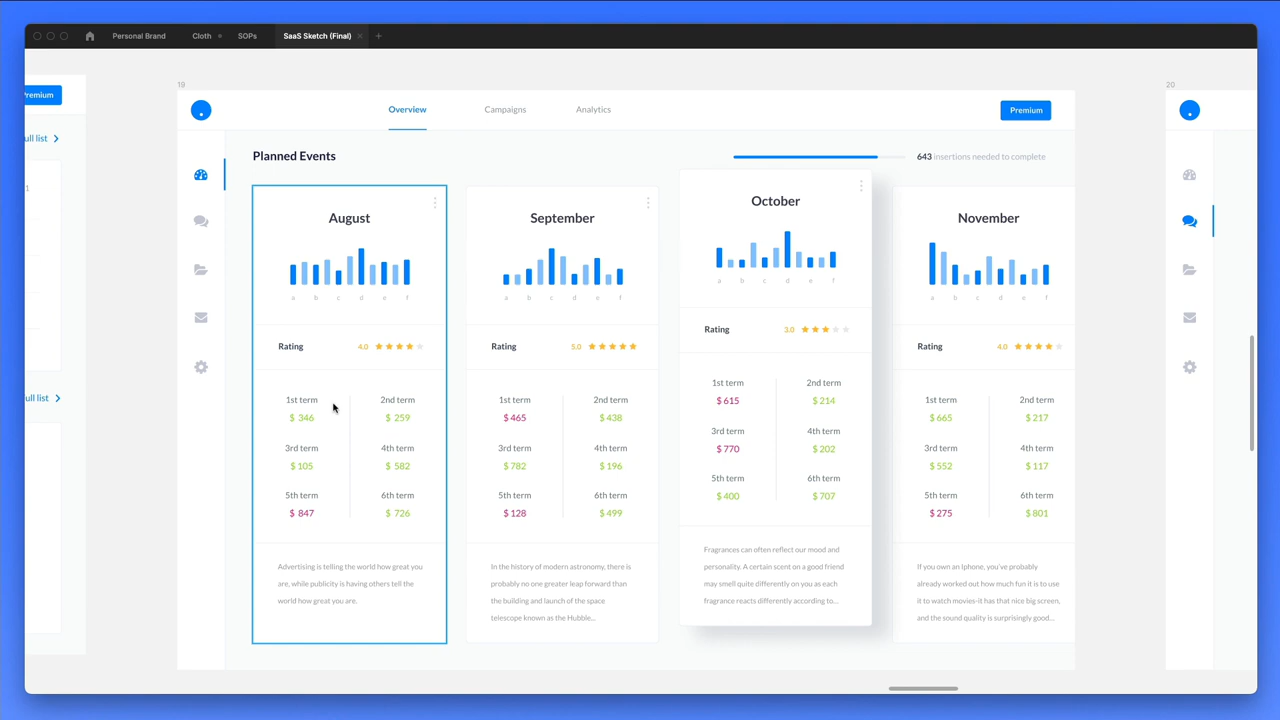 Personal Brand
Cloth
SOPs
SaaS Sketch (Final)
19
20
Premium
ull list
1
ull list
Overview
Campaigns
Analytics
Premium
Planned Events
643 insertions needed to complete
August
a b c d e f
Rating 4.0
1st term 2nd term
$ 346 $ 259
3rd term 4th term
$ 105 $ 582
5th term 6th term
$ 847 $ 726
Advertising is telling the world how great you
are, while publicity is having others tell the
world how great you are.
September
a b c d e f
Rating 5.0
1st term 2nd term
$ 465 $ 438
3rd term 4th term
$ 782 $ 196
5th term 6th term
$ 128 $ 499
In the history of modern astronomy, there is
probably no one greater leap forward than
the building and launch of the space
telescope known as the Hubble...
October
a b c d e f
Rating 3.0
1st term 2nd term
$ 615 $ 214
3rd term 4th term
$ 770 $ 202
5th term 6th term
$ 400 $ 707
Fragrances can often reflect our mood and
personality. A certain scent on a good friend
may smell quite differently on you as each
fragrance reacts differently according to...
November
a b c d e f
Rating 4.0
1st term 2nd term
$ 665 $ 217
3rd term 4th term
$ 552 $ 117
5th term 6th term
$ 275 $ 801
If you own an Iphone, you've probably
already worked out how much fun it is to use
it to watch movies-it has that nice big screen,
and the sound quality is surprisingly good...